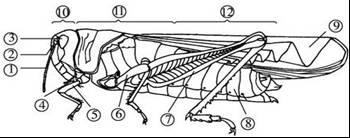 ⑩ ⑪ ⑫
③ ⑨
②
①
④ ⑤ ⑥ ⑦ ⑧